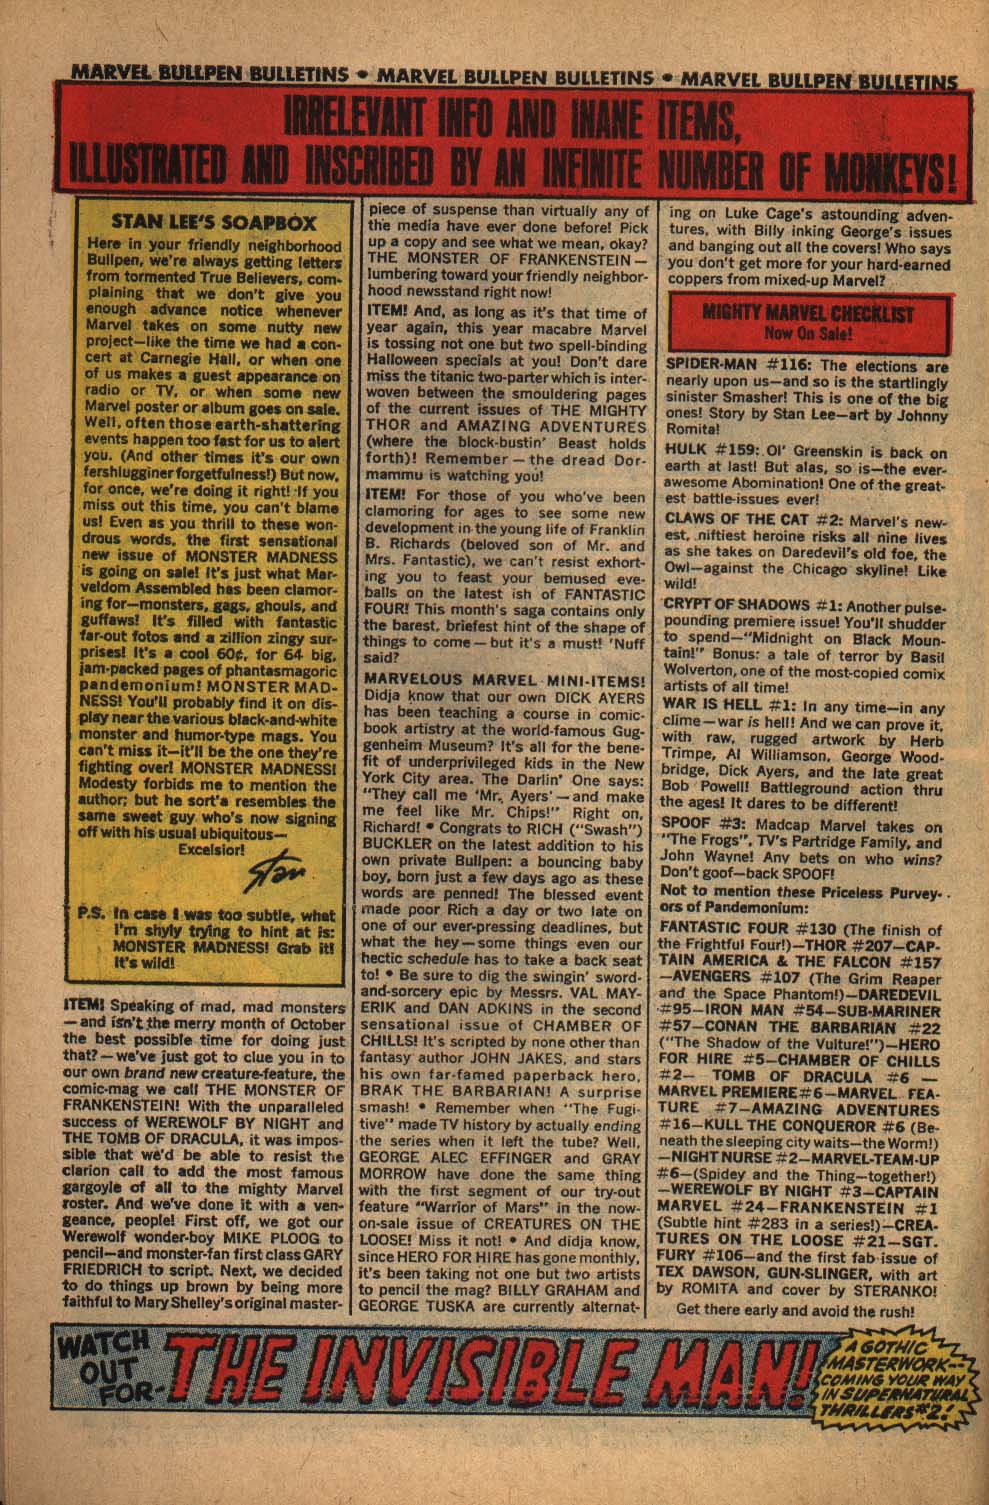 MARVEL BULLPEN BULLETINS • MARVEL BULLPEN BULLETINS • MARVEL BULLPEN BULLETINS
IRRELEVANT INFO AND INANE ITEMS,
ILLUSTRATED AND INSCRIBED BY AN INFINITE NUMBER OF MONKEYS!
STAN LEE'S SOAPBOX
Here in your friendly neighborhood
Bullpen, we're always getting letters
from tormented True Believers, com-
plaining that we don't give you
enough advance notice whenever
Marvel takes on some nutty new
project—like the time we had a con-
cert at Carnegie Hall, or when one
of us makes a guest appearance on
radio or TV, or when some new
Marvel poster or album goes on sale.
Well, often those earth-shattering
events happen too fast for us to alert
you. (And other times it's our own
fershlugginer forgetfulness!) But now,
for once, we're doing it right! If you
miss out this time, you can't blame
us! Even as you thrill to these won-
drous words, the first sensational
new issue of MONSTER MADNESS
is going on sale! It's just what Mar-
veldom Assembled has been clamor-
ing for—monsters, gags, ghouls, and
guffaws! It's filled with fantastic
far-out fotos and a zillion zingy sur-
prises! It's a cool 60¢, for 64 big,
jam-packed pages of phantasmagoric
pandemonium! MONSTER MAD-
NESS! You'll probably find it on dis-
play near the various black-and-white
monster and humor-type mags. You
can't miss it—it'll be the one they're
fighting over! MONSTER MADNESS!
Modesty forbids me to mention the
author; but he sort'a resembles the
same sweet guy who's now signing
off with his usual ubiquitous—
Excelsior!
Stan
P.S. In case I was too subtle, what
I'm shyly trying to hint at is:
MONSTER MADNESS! Grab it!
It's wild!
ITEM! Speaking of mad, mad monsters
—and isn't the merry month of October
the best possible time for doing just
that?—we've just got to clue you in to
our own brand new creature-feature, the
comic-mag we call THE MONSTER OF
FRANKENSTEIN! With the unparalleled
success of WEREWOLF BY NIGHT and
THE TOMB OF DRACULA, it was impos-
sible that we'd be able to resist the
clarion call to add the most famous
gargoyle of all to the mighty Marvel
roster. And we've done it with a ven-
geance, people! First off, we got our
Werewolf wonder-boy MIKE PLOOG to
pencil—and monster-fan first class GARY
FRIEDRICH to script. Next, we decided
to do things up brown by being more
faithful to Mary Shelley's original master-
piece of suspense than virtually any of
the media have ever done before! Pick
up a copy and see what we mean, okay?
THE MONSTER OF FRANKENSTEIN—
lumbering toward your friendly neighbor-
hood newsstand right now!
ITEM! And, as long as it's that time of
year again, this year macabre Marvel
is tossing not one but two spell-binding
Halloween specials at you! Don't dare
miss the titanic two-parter which is inter-
woven between the smouldering pages
of the current issues of THE MIGHTY
THOR and AMAZING ADVENTURES
(where the block-bustin' Beast holds
forth)! Remember—the dread Dor-
mammu is watching you!
ITEM! For those of you who've been
clamoring for ages to see some new
development in the young life of Franklin
B. Richards (beloved son of Mr. and
Mrs. Fantastic), we can't resist exhort-
ing you to feast your bemused eye-
balls on the latest ish of FANTASTIC
FOUR! This month's saga contains only
the barest, briefest hint of the shape of
things to come—but it's a must! 'Nuff
said?
MARVELOUS MARVEL MINI-ITEMS!
Didja know that our own DICK AYERS
has been teaching a course in comic-
book artistry at the world-famous Gug-
genheim Museum? It's all for the bene-
fit of underprivileged kids in the New
York City area. The Darlin' One says:
"They call me 'Mr. Ayers'—and make
me feel like Mr. Chips!" Right on,
Richard! • Congrats to RICH ("Swash")
BUCKLER on the latest addition to his
own private Bullpen: a bouncing baby
boy, born just a few days ago as these
words are penned! The blessed event
made poor Rich a day or two late on
one of our ever-pressing deadlines, but
what the hey—some things even our
hectic schedule has to take a back seat
to! • Be sure to dig the swingin' sword-
and-sorcery epic by Messrs. VAL MAY-
ERIK and DAN ADKINS in the second
sensational issue of CHAMBER OF
CHILLS! It's scripted by none other than
fantasy author JOHN JAKES, and stars
his own far-famed paperback hero,
BRAK THE BARBARIAN! A surprise
smash! • Remember when "The Fugi-
tive" made TV history by actually ending
the series when it left the tube? Well,
GEORGE ALEC EFFINGER and GRAY
MORROW have done the same thing
with the first segment of our try-out
feature "Warrior of Mars" in the now-
on-sale issue of CREATURES ON THE
LOOSE! Miss it not! • And didja know,
since HERO FOR HIRE has gone monthly,
it's been taking not one but two artists
to pencil the mag? BILLY GRAHAM and
GEORGE TUSKA are currently alternat-
ing on Luke Cage's astounding adven-
tures, with Billy inking George's issues
and banging out all the covers! Who says
you don't get more for your hard-earned
coppers from mixed-up Marvel?
MIGHTY MARVEL CHECKLIST
Now On Sale!
SPIDER-MAN #116: The elections are
nearly upon us—and so is the startlingly
sinister Smasher! This is one of the big
ones! Story by Stan Lee—art by Johnny
Romita!
HULK #159: Ol' Greenskin is back on
earth at last! But alas, so is—the ever-
awesome Abomination! One of the great-
est battle-issues ever!
CLAWS OF THE CAT #2: Marvel's new-
est, niftiest heroine risks all nine lives
as she takes on Daredevil's old foe, the
Owl—against the Chicago skyline! Like
wild!
CRYPT OF SHADOWS #1: Another pulse-
pounding premiere issue! You'll shudder
to spend—"Midnight on Black Moun-
tain!" Bonus: a tale of terror by Basil
Wolverton, one of the most-copied comix
artists of all time!
WAR IS HELL #1: In any time—in any
clime—war is hell! And we can prove it,
with raw, rugged artwork by Herb
Trimpe, Al Williamson, George Wood-
bridge, Dick Ayers, and the late great
Bob Powell! Battleground action thru
the ages! It dares to be different!
SPOOF #3: Madcap Marvel takes on
"The Frogs", TV's Partridge Family, and
John Wayne! Any bets on who wins?
Don't goof—back SPOOF!
Not to mention these Priceless Purvey-
ors of Pandemonium:
FANTASTIC FOUR #130 (The finish of
the Frightful Four!)—THOR #207—CAP-
TAIN AMERICA & THE FALCON #157
—AVENGERS #107 (The Grim Reaper
and the Space Phantom!)—DAREDEVIL
#95—IRON MAN #54—SUB-MARINER
#57—CONAN THE BARBARIAN #22
("The Shadow of the Vulture!")—HERO
FOR HIRE #5—CHAMBER OF CHILLS
#2— TOMB OF DRACULA #6 —
MARVEL PREMIERE #6—MARVEL FEA-
TURE #7—AMAZING ADVENTURES
#16—KULL THE CONQUEROR #6 (Be-
neath the sleeping city waits—the Worm!)
—NIGHT NURSE #2—MARVEL-TEAM-UP
#6—(Spidey and the Thing—together!)
—WEREWOLF BY NIGHT #3—CAPTAIN
MARVEL #24—FRANKENSTEIN #1
(Subtle hint #283 in a series!)—CREA-
TURES ON THE LOOSE #21—SGT.
FURY #106—and the first fab issue of
TEX DAWSON, GUN-SLINGER, with art
by ROMITA and cover by STERANKO!
Get there early and avoid the rush!
WATCH
OUT
FOR-
THE INVISIBLE MAN!
A GOTHIC
MASTERWORK--
COMING YOUR WAY
IN SUPERNATURAL
THRILLERS #2!